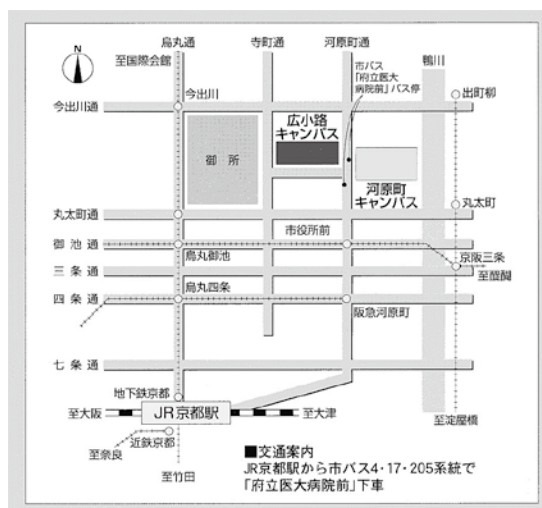 烏丸通
寺町通
河原町通
鴨川
至国際会館
市バス
「府立医大
病院前」バス停
出町柳
今出川
今出川通
広小路
キャンパス
御所
河原町
キャンパス
丸太町
丸太町通
市役所前
御池通
烏丸御池
京阪三条
三条通
至醍醐
烏丸四条
四条通
阪急河原町
七条通
地下鉄京都
至大阪
JR京都駅
至大津
至淀屋橋
近鉄京都
至奈良
至竹田
■交通案内
JR京都駅から市バス4・17・205系統で
「府立医大病院前」下車
N